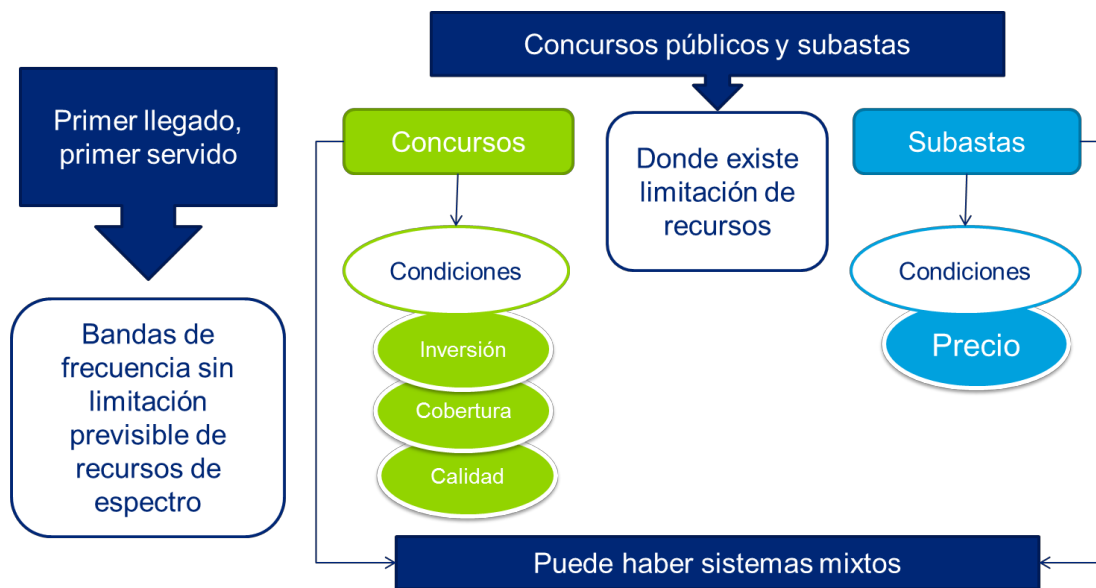 Primer llegado,
primer servido
Bandas de
frecuencia sin
limitación
previsible de
recursos de
espectro
Concursos públicos y subastas
Concursos
Condiciones
Inversión
Cobertura
Calidad
Donde existe
limitación de
recursos
Subastas
Condiciones
Precio
Puede haber sistemas mixtos